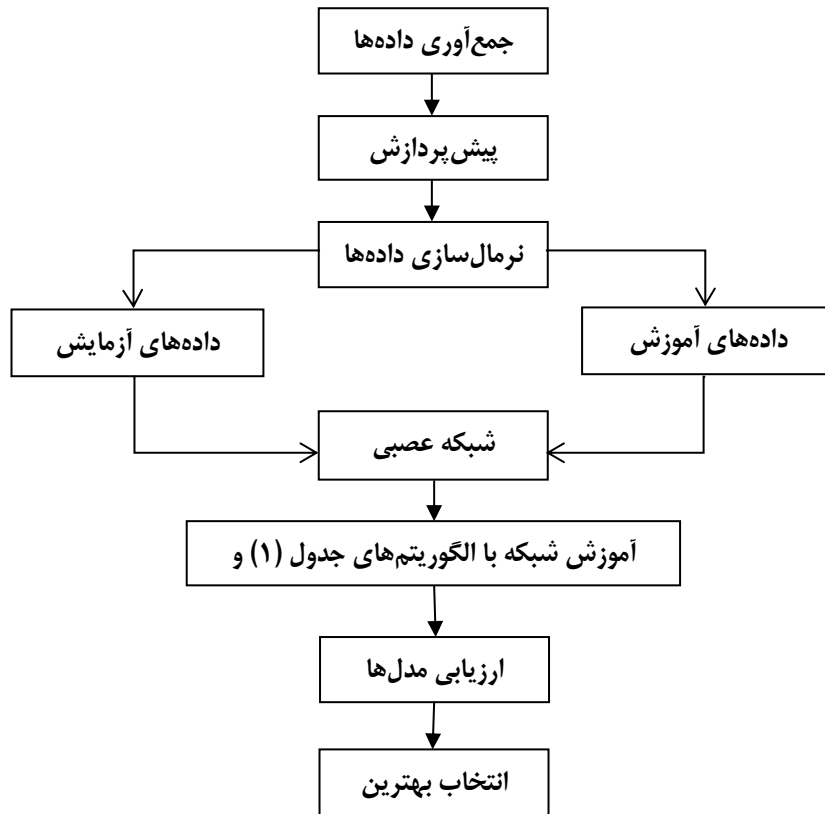 جمع‌آوری داده‌ها
پیش‌پردازش
نرمال‌سازی داده‌ها
داده‌های آموزش
داده‌های آزمایش
شبکه عصبی
آموزش شبکه با الگوریتم‌های جدول (۱) و
ارزیابی مدل‌ها
انتخاب بهترین